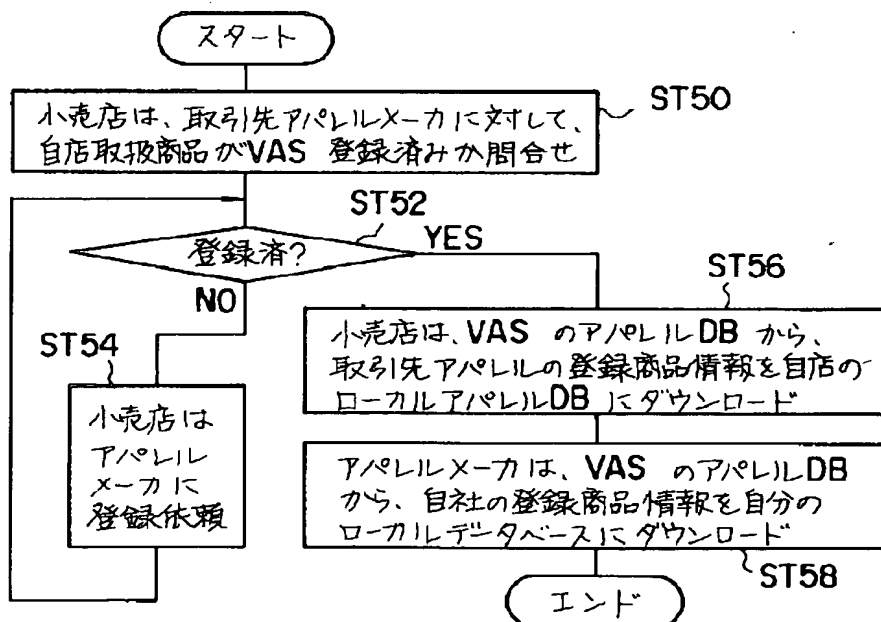 スタート
ST50
小売店は、取引先アパレルメーカに対して、
自店取扱商品がVAS 登録済みか問合せ
ST52
登録済?
YES
NO
ST54
小売店は
アパレル
メーカに
登録依頼
ST56
小売店は、VAS のアパレルDB から、
取引先アパレルの登録商品情報を自店の
ローカルアパレルDB にダウンロード
アパレルメーカは、VAS のアパレルDB
から、自社の登録商品情報を自分の
ローカルデータベースにダウンロード
ST58
エンド